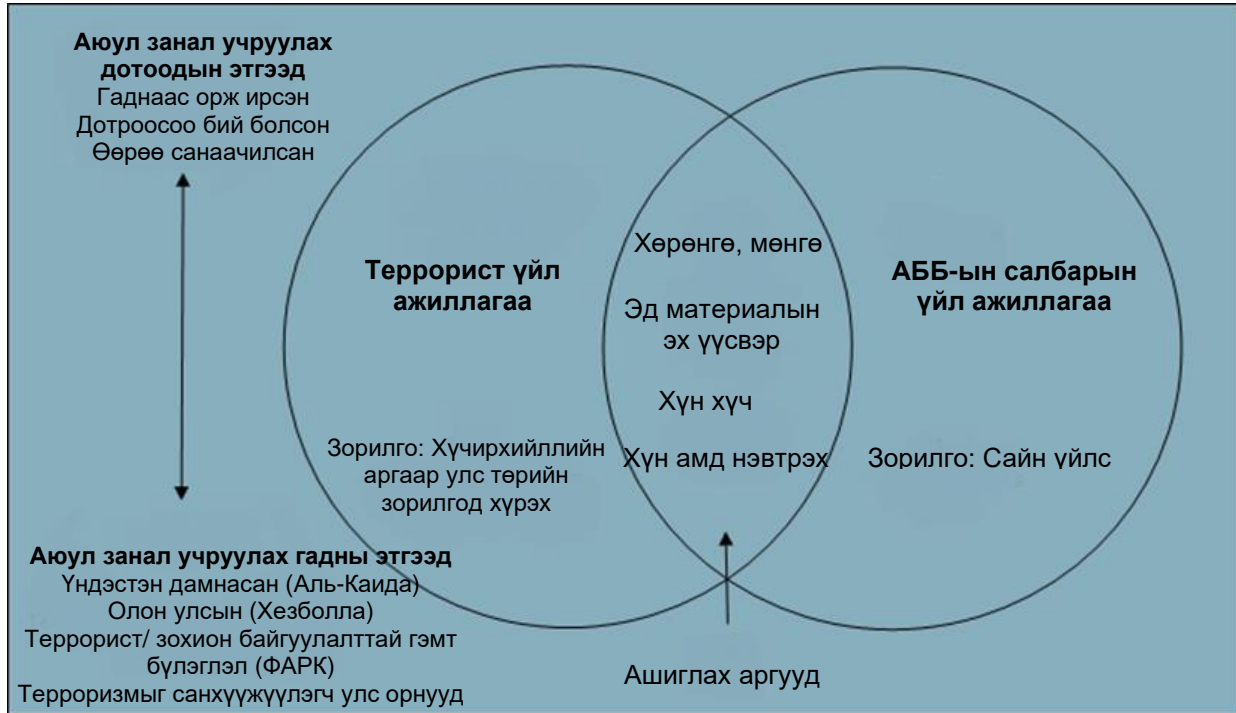 Аюул занал учруулах
дотоодын этгээд
Гаднаас орж ирсэн
Дотроосоо бий болсон
Өөрөө санаачилсан
Террорист үйл
ажиллагаа
Зорилго: Хүчирхийллийн
аргаар улс төрийн
зорилгод хүрэх
Хөрөнгө, мөнгө
Эд материалын
эх үүсвэр
Хүн хүч
Хүн амд нэвтрэх
АББ-ын салбарын
үйл ажиллагаа
Зорилго: Сайн үйлс
Аюул занал учруулах гадны этгээд
Үндэстэн дамнасан (Аль-Каида)
Олон улсын (Хезболла)
Террорист/ зохион байгуулалттай гэмт
бүлэглэл (ФАРК)
Терроризмыг санхүүжүүлэгч улс орнууд
Ашиглах аргууд